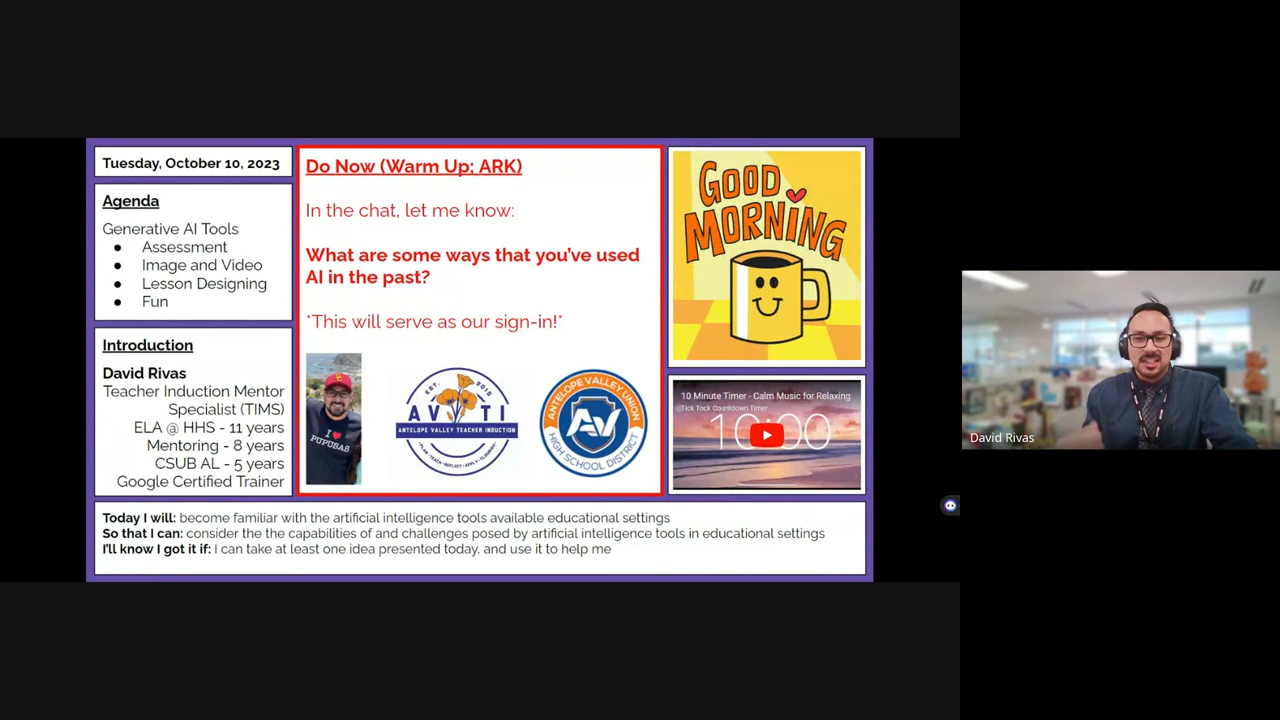 Tuesday, October 10, 2023
Agenda
Generative AI Tools
● Assessment
● Image and Video
● Lesson Designing
● Fun
Introduction
David Rivas
Teacher Induction Mentor
Specialist (TIMS)
ELA @ HHS - 11 years
Mentoring - 8 years
CSUB AL - 5 years
Google Certified Trainer
Do Now (Warm Up; ARK)
In the chat, let me know:
What are some ways that you've used
AI in the past?
*This will serve as our sign-in!*
I ❤ PUPUSAS
EST. 2015
AVTI
ANTELOPE VALLEY TEACHER INDUCTION
ANTELOPE VALLEY UNION
AV
HIGH SCHOOL DISTRICT
GOOD
MORNING
10 Minute Timer - Calm Music for Relaxing
Tick Tock Countdown Timer
10:00
Today I will: become familiar with the artificial intelligence tools available educational settings
So that I can: consider the the capabilities of and challenges posed by artificial intelligence tools in educational settings
I'll know I got it if: I can take at least one idea presented today, and use it to help me
David Rivas